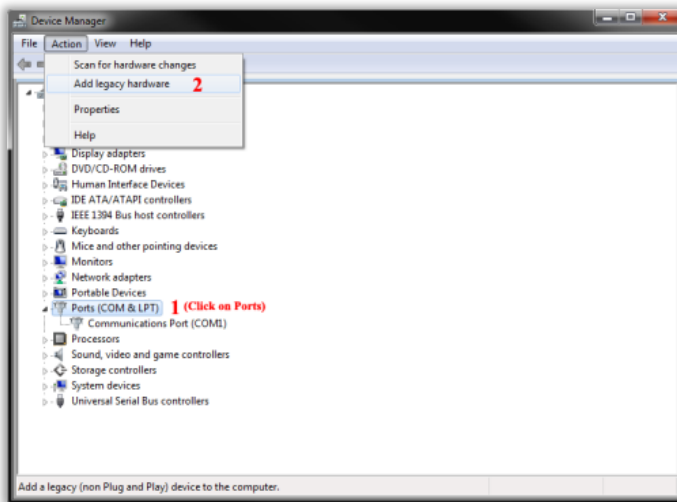 Device Manager
File Action View Help
Scan for hardware changes
Add legacy hardware 2
Properties
Help
Display adapters
DVD/CD-ROM drives
Human Interface Devices
IDE ATA/ATAPI controllers
IEEE 1394 Bus host controllers
Keyboards
Mice and other pointing devices
Monitors
Network adapters
Portable Devices
Ports (COM & LPT) 1 (Click on Ports)
Communications Port (COM1)
Processors
Sound, video and game controllers
Storage controllers
System devices
Universal Serial Bus controllers
Add a legacy (non Plug and Play) device to the computer.